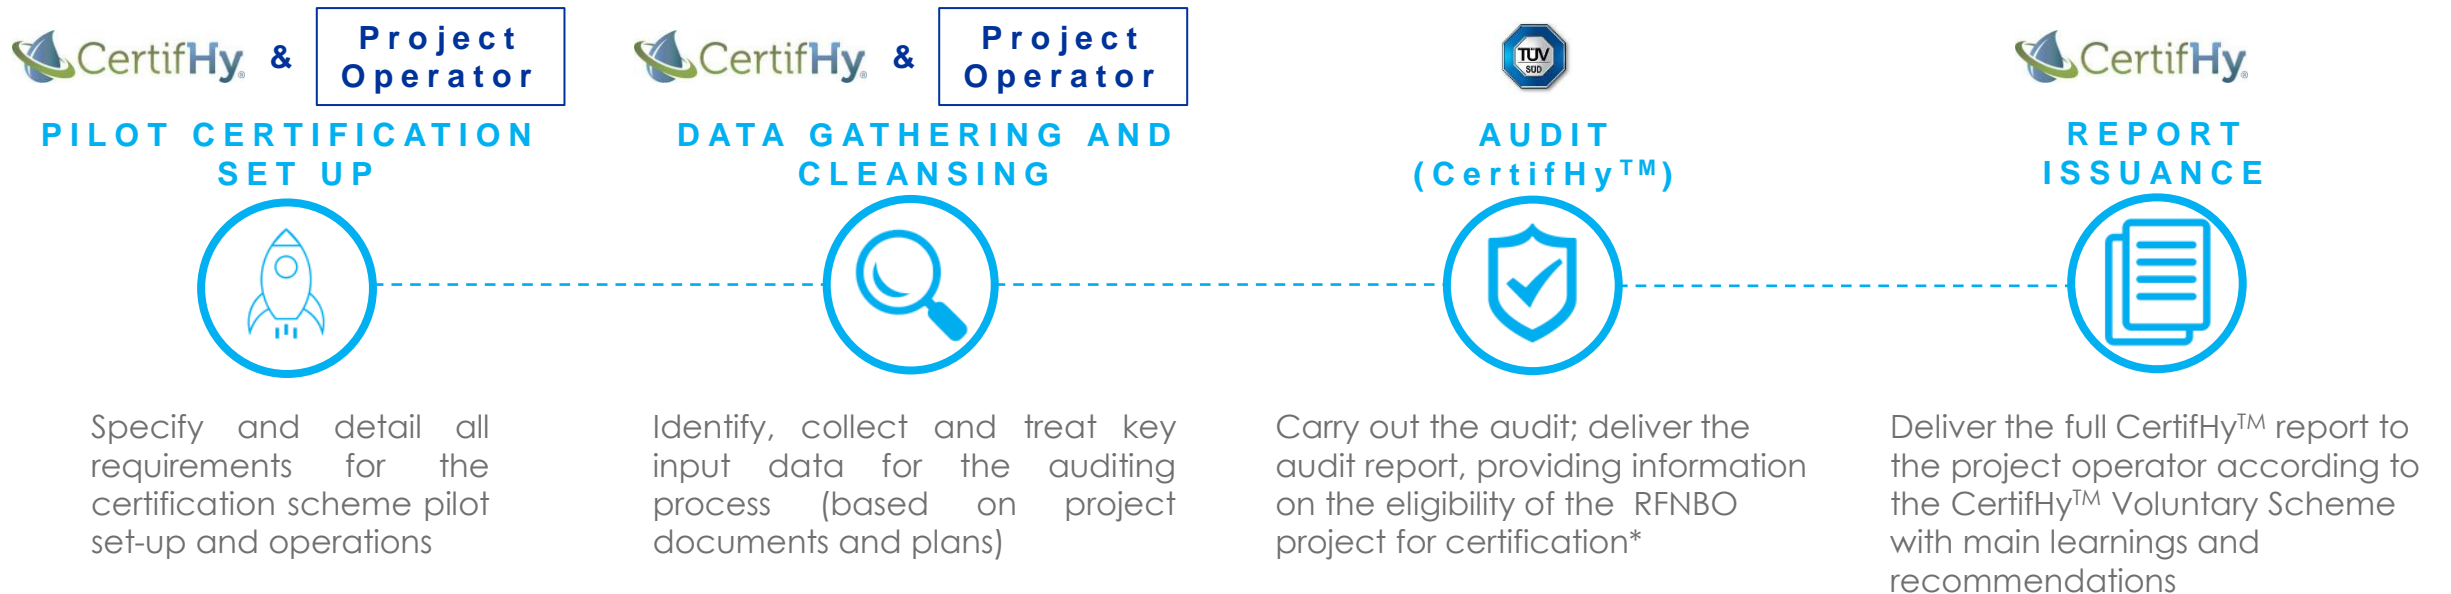 CertifHy® & Project Operator
PILOT CERTIFICATION
SET UP
Specify and detail all
requirements for the
certification scheme pilot
set-up and operations
CertifHy® & Project Operator
DATA GATHERING AND
CLEANSING
Identify, collect and treat key
input data for the auditing
process (based on project
documents and plans)
TÜV
SÜD
AUDIT
(CertifHy™)
Carry out the audit; deliver the
audit report, providing information
on the eligibility of the RFNBO
project for certification*
CertifHy®
REPORT
ISSUANCE
Deliver the full CertifHy™ report to
the project operator according to
the CertifHy™ Voluntary Scheme
with main learnings and
recommendations